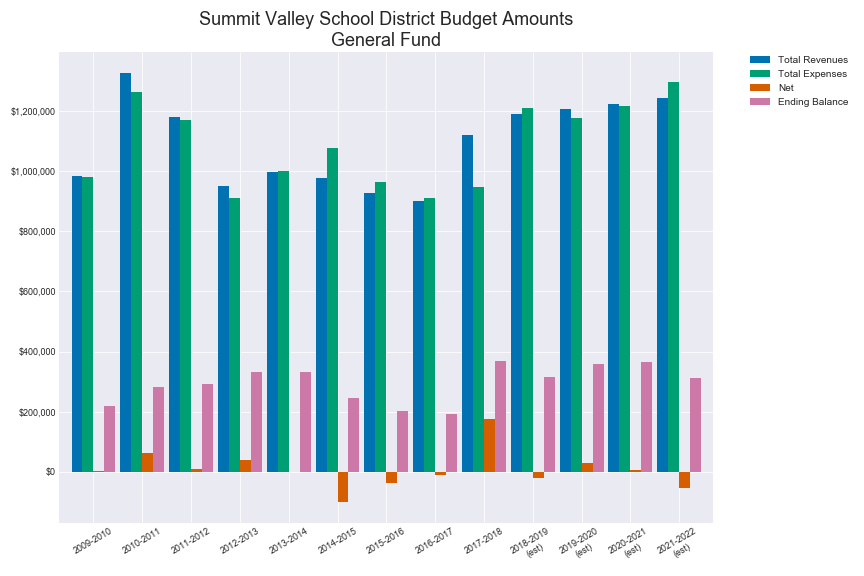 Summit Valley School District Budget Amounts
General Fund
Total Revenues
Total Expenses
Net
Ending Balance
$1,200,000
$1,000,000
$800,000
$600,000
$400,000
$200,000
$0
2009-2010
2010-2011
2011-2012
2012-2013
2013-2014
2014-2015
2015-2016
2016-2017
2017-2018
2018-2019
(est)
2019-2020
(est)
2020-2021
(est)
2021-2022
(est)